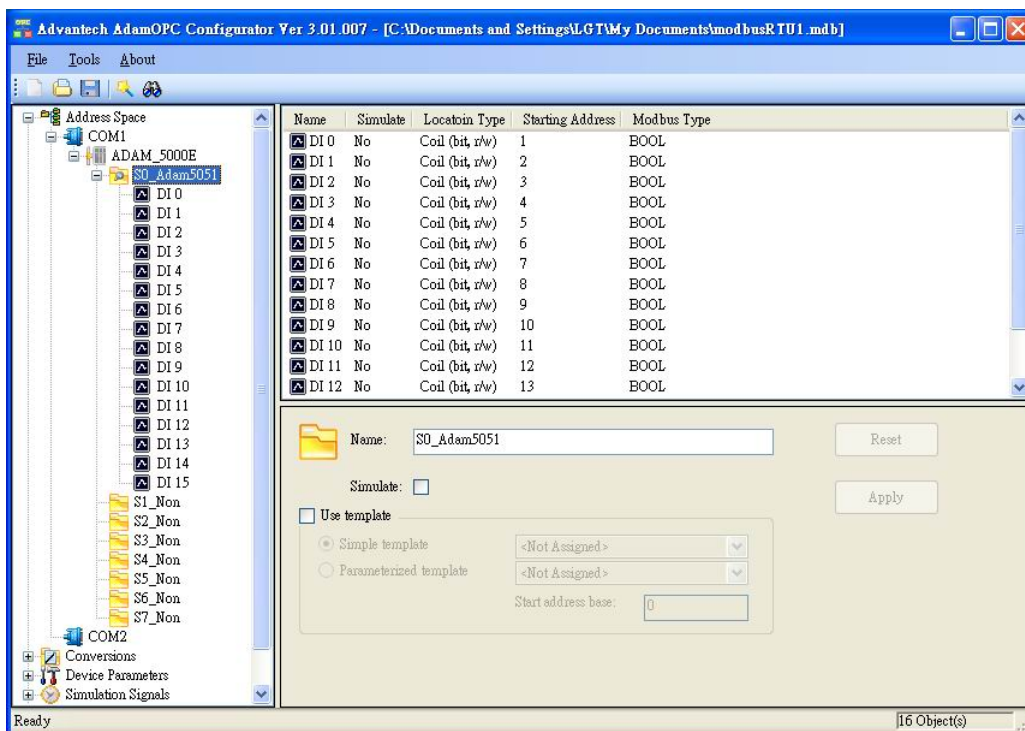 Advantech AdamOPC Configurator Ver 3.01.007 - [C:\Documents and Settings\LGT\My Documents\modbusRTU1.mdb]
File Tools About
Address Space
COM1
ADAM_5000E
S0_Adam5051
DI 0
DI 1
DI 2
DI 3
DI 4
DI 5
DI 6
DI 7
DI 8
DI 9
DI 10
DI 11
DI 12
DI 13
DI 14
DI 15
S1_Non
S2_Non
S3_Non
S4_Non
S5_Non
S6_Non
S7_Non
COM2
Conversions
Device Parameters
Simulation Signals
Name Simulate Locatoin Type Starting Address Modbus Type
DI 0 No Coil (bit, r/w) 1 BOOL
DI 1 No Coil (bit, r/w) 2 BOOL
DI 2 No Coil (bit, r/w) 3 BOOL
DI 3 No Coil (bit, r/w) 4 BOOL
DI 4 No Coil (bit, r/w) 5 BOOL
DI 5 No Coil (bit, r/w) 6 BOOL
DI 6 No Coil (bit, r/w) 7 BOOL
DI 7 No Coil (bit, r/w) 8 BOOL
DI 8 No Coil (bit, r/w) 9 BOOL
DI 9 No Coil (bit, r/w) 10 BOOL
DI 10 No Coil (bit, r/w) 11 BOOL
DI 11 No Coil (bit, r/w) 12 BOOL
DI 12 No Coil (bit, r/w) 13 BOOL
Name: S0_Adam5051 Reset
Simulate: Apply
Use template
Simple template <Not Assigned>
Parameterized template <Not Assigned>
Start address base: 0
Ready 16 Object(s)